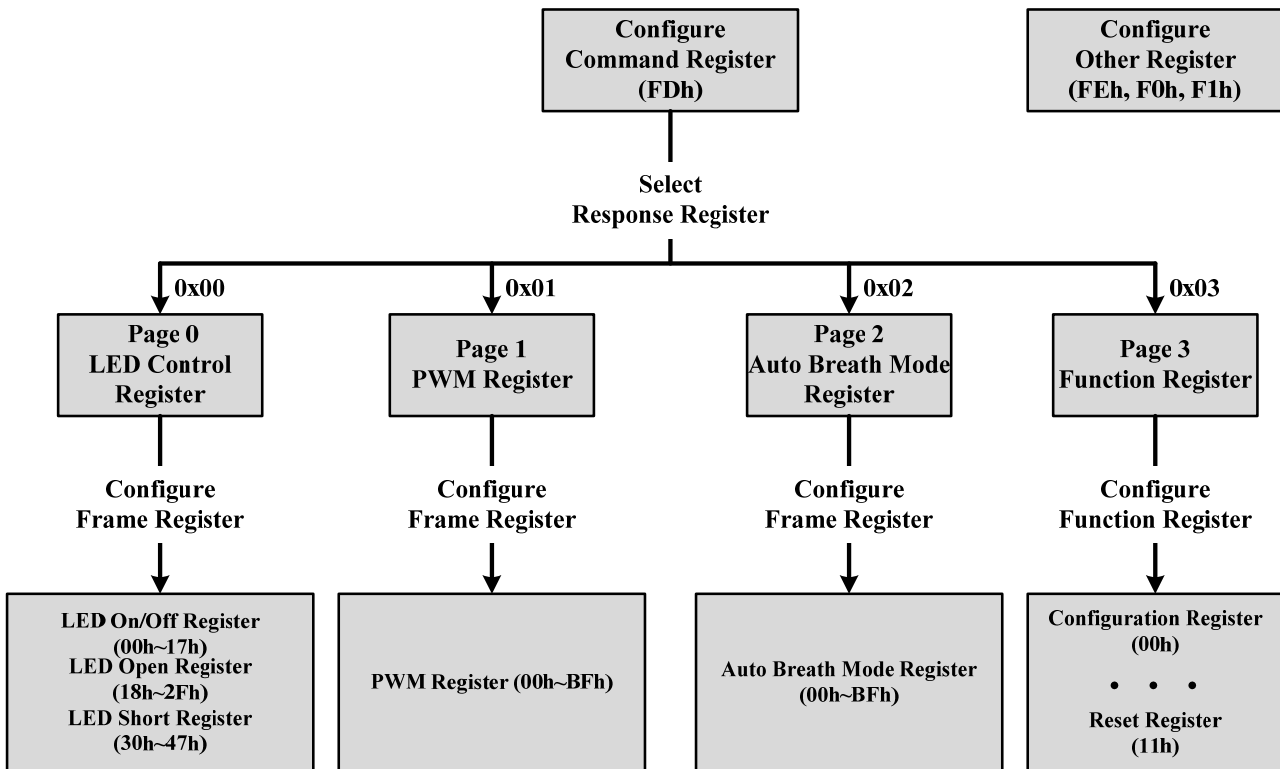 Configure
Command Register
(FDh)
Configure
Other Register
(FEh, F0h, F1h)
Select
Response Register
0x00
0x01
0x02
0x03
Page 0
LED Control
Register
Page 1
PWM Register
Page 2
Auto Breath Mode
Register
Page 3
Function Register
Configure
Frame Register
Configure
Frame Register
Configure
Frame Register
Configure
Function Register
LED On/Off Register
(00h~17h)
LED Open Register
(18h~2Fh)
LED Short Register
(30h~47h)
PWM Register (00h~BFh)
Auto Breath Mode Register
(00h~BFh)
Configuration Register
(00h)
• • •
Reset Register
(11h)